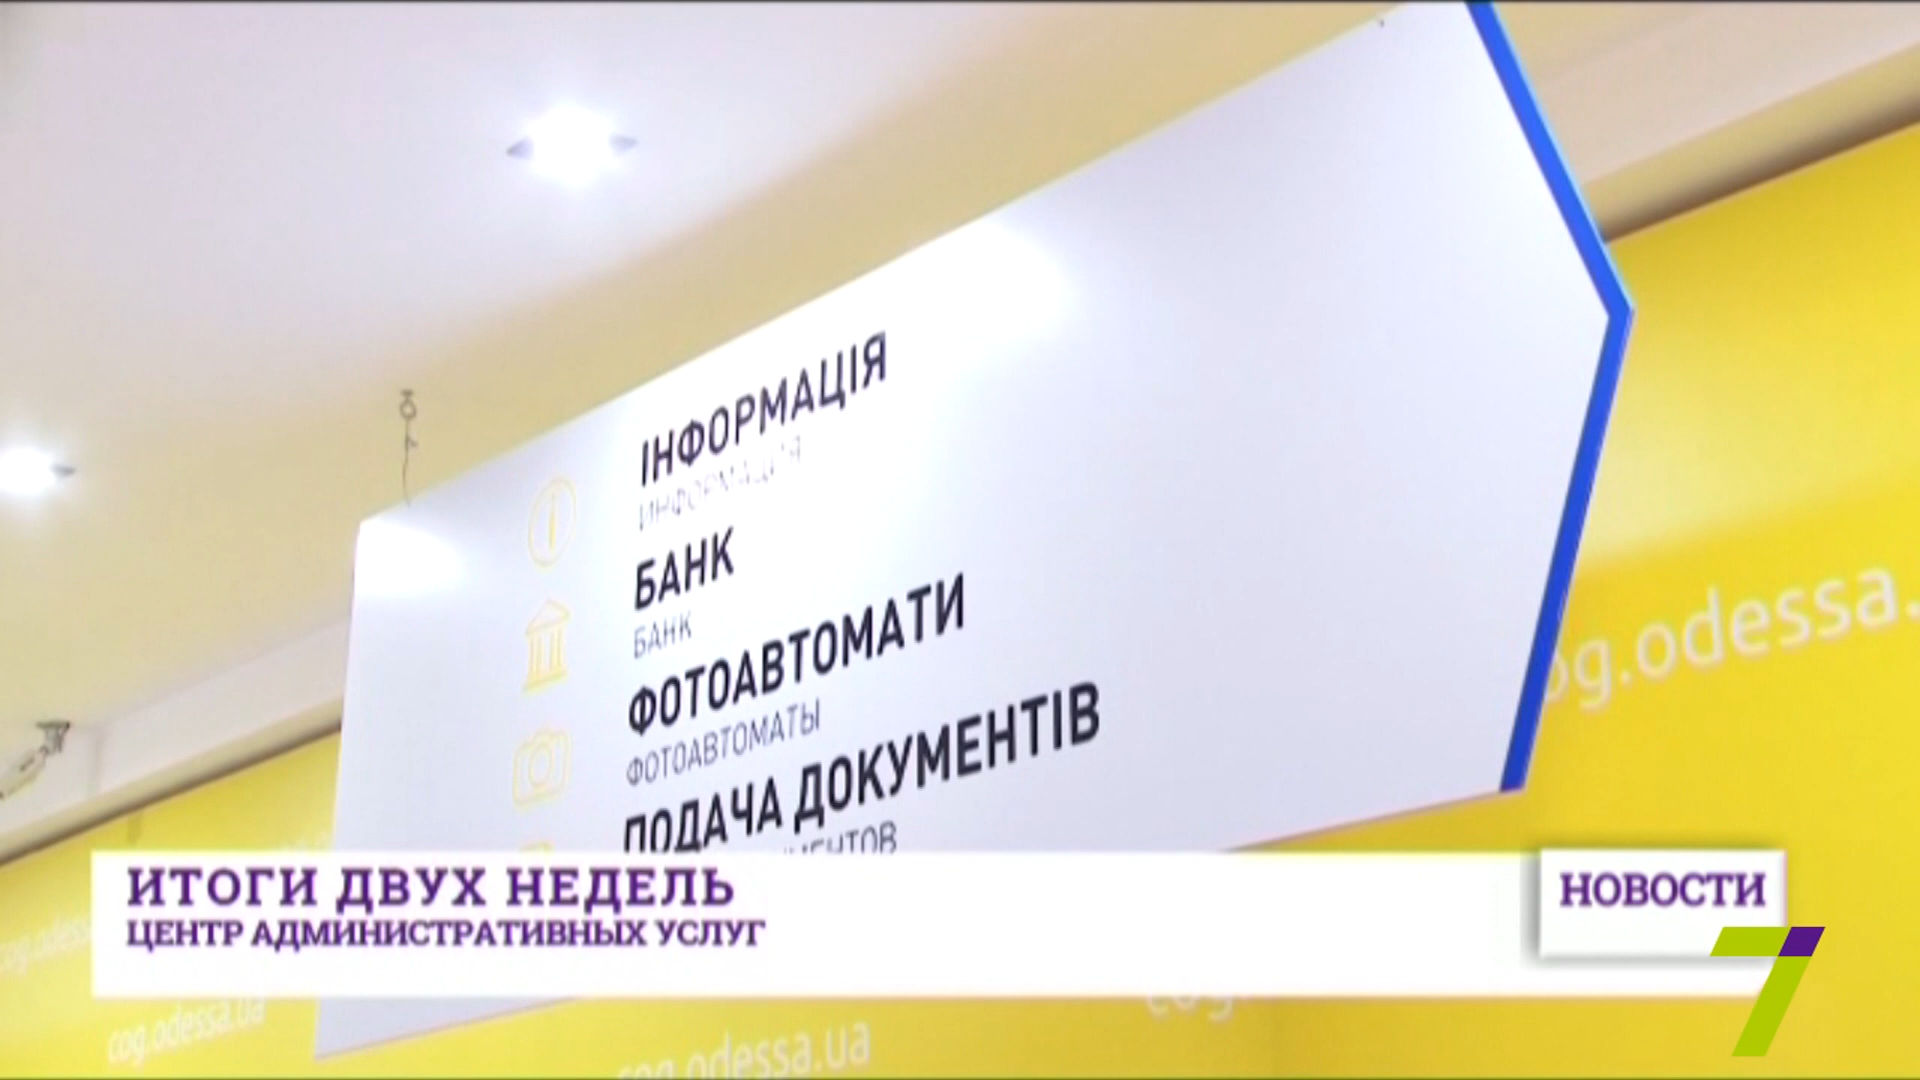 ІНФОРМАЦІЯ
ИНФОРМАЦИЯ
БАНК
БАНК
ФОТОАВТОМАТИ
ФОТОАВТОМАТЫ
ПОДАЧА ДОКУМЕНТІВ
cog.odessa.
ИТОГИ ДВУХ НЕДЕЛЬ
ЦЕНТР АДМИНИСТРАТИВНЫХ УСЛУГ
НОВОСТИ
7
cog.odessa.ua
cog.odessa.ua